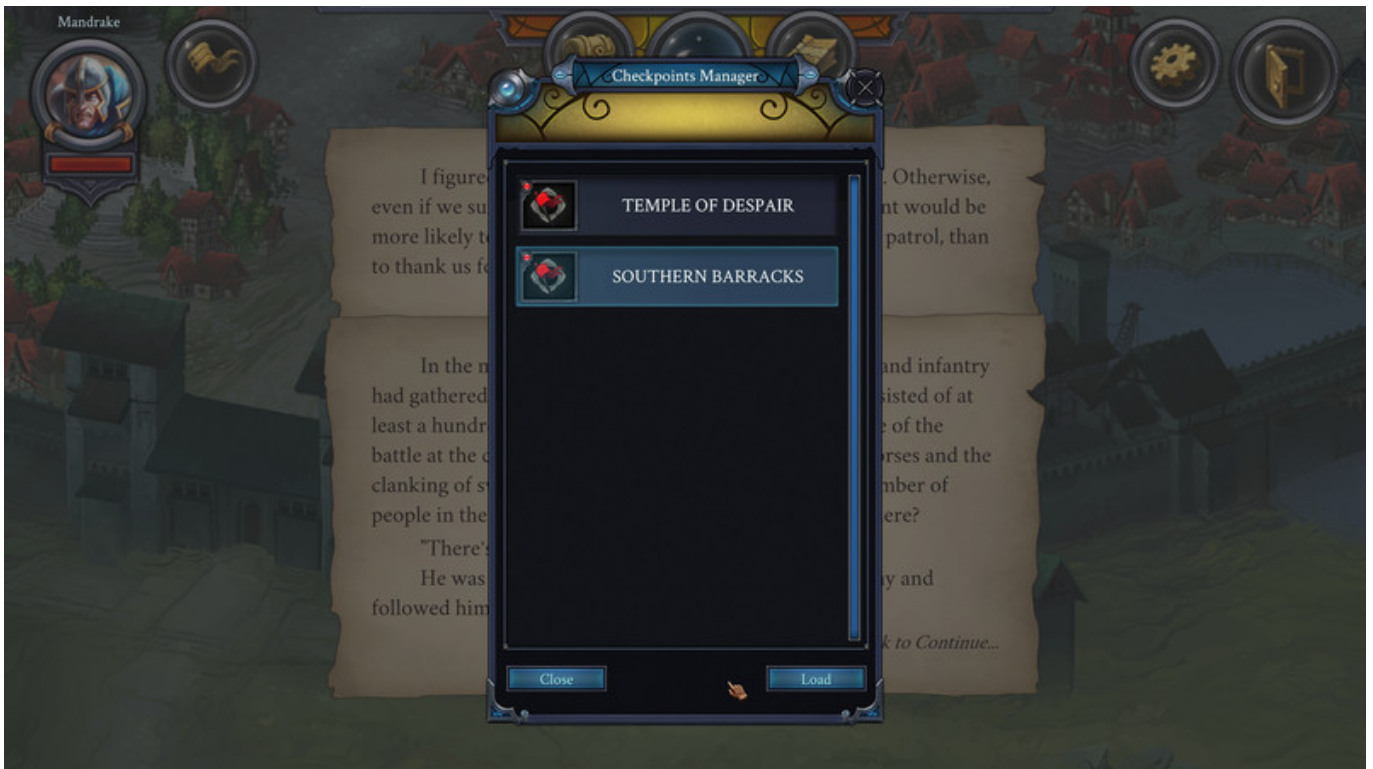 Mandrake
Checkpoints Manager
I figure
. Otherwise,
even if we su
nt would be
more likely t
patrol, than
to thank us f
TEMPLE OF DESPAIR
SOUTHERN BARRACKS
In the
and infantry
had gathered
sisted of at
least a hundr
e of the
battle at the
rses and the
clanking of s
mber of
people in the
ere?
"There's
He was
y and
followed him
k to Continue...
Close
Load